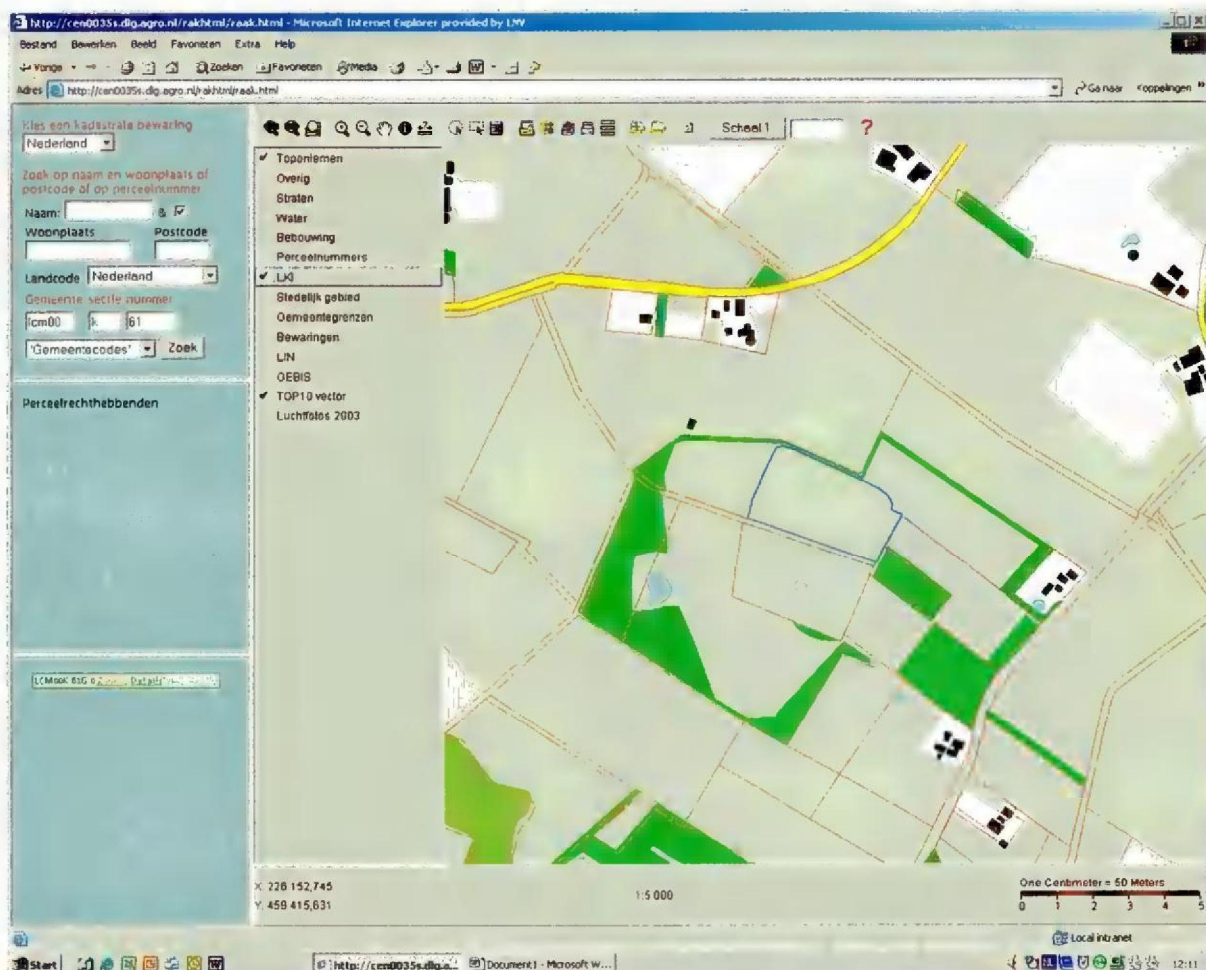 http://cen0035s.dlg.agro.nl/rakhtml/raak.html - Microsoft Internet Explorer provided by LNV
Bestand Bewerken Beeld Favorieten Extra Help
Vorige Zoeken Favorieten Media
Adres http://cen0035s.dlg.agro.nl/rakhtml/raak.html Ga naar Koppelingen »
Kies een kadastrale bewaring
Nederland
Zoek op naam en woonplaats of
postcode of op perceelnummer
Naam: &
Woonplaats Postcode
Landcode Nederland
Gemeente sectie nummer
lcm00 k 61
'Gemeentecodes' Zoek
Perceelrechthebbenden
Schaal 1 ?
Toponiemen
Overig
Straten
Water
Bebouwing
Perceelnummers
LKI
Stedelijk gebied
Gemeentegrenzen
Bewaringen
LIN
OEBIS
TOP10 vector
Luchtfotos 2003
X: 226 152,745
Y: 459 415,631
1:5 000
One Centimeter = 50 Meters
0 1 2 3 4 5
Local intranet
Start http://cen0035s.dlg.a... Document1 - Microsoft W... 12:11